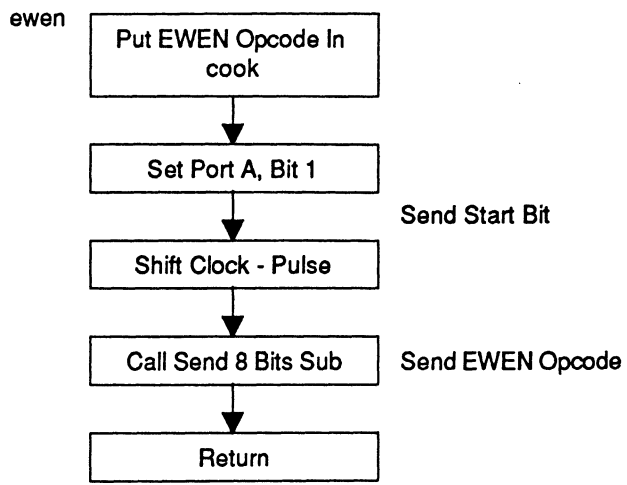 ewen
Put EWEN Opcode In
cook
Set Port A, Bit 1
Send Start Bit
Shift Clock - Pulse
Call Send 8 Bits Sub
Send EWEN Opcode
Return